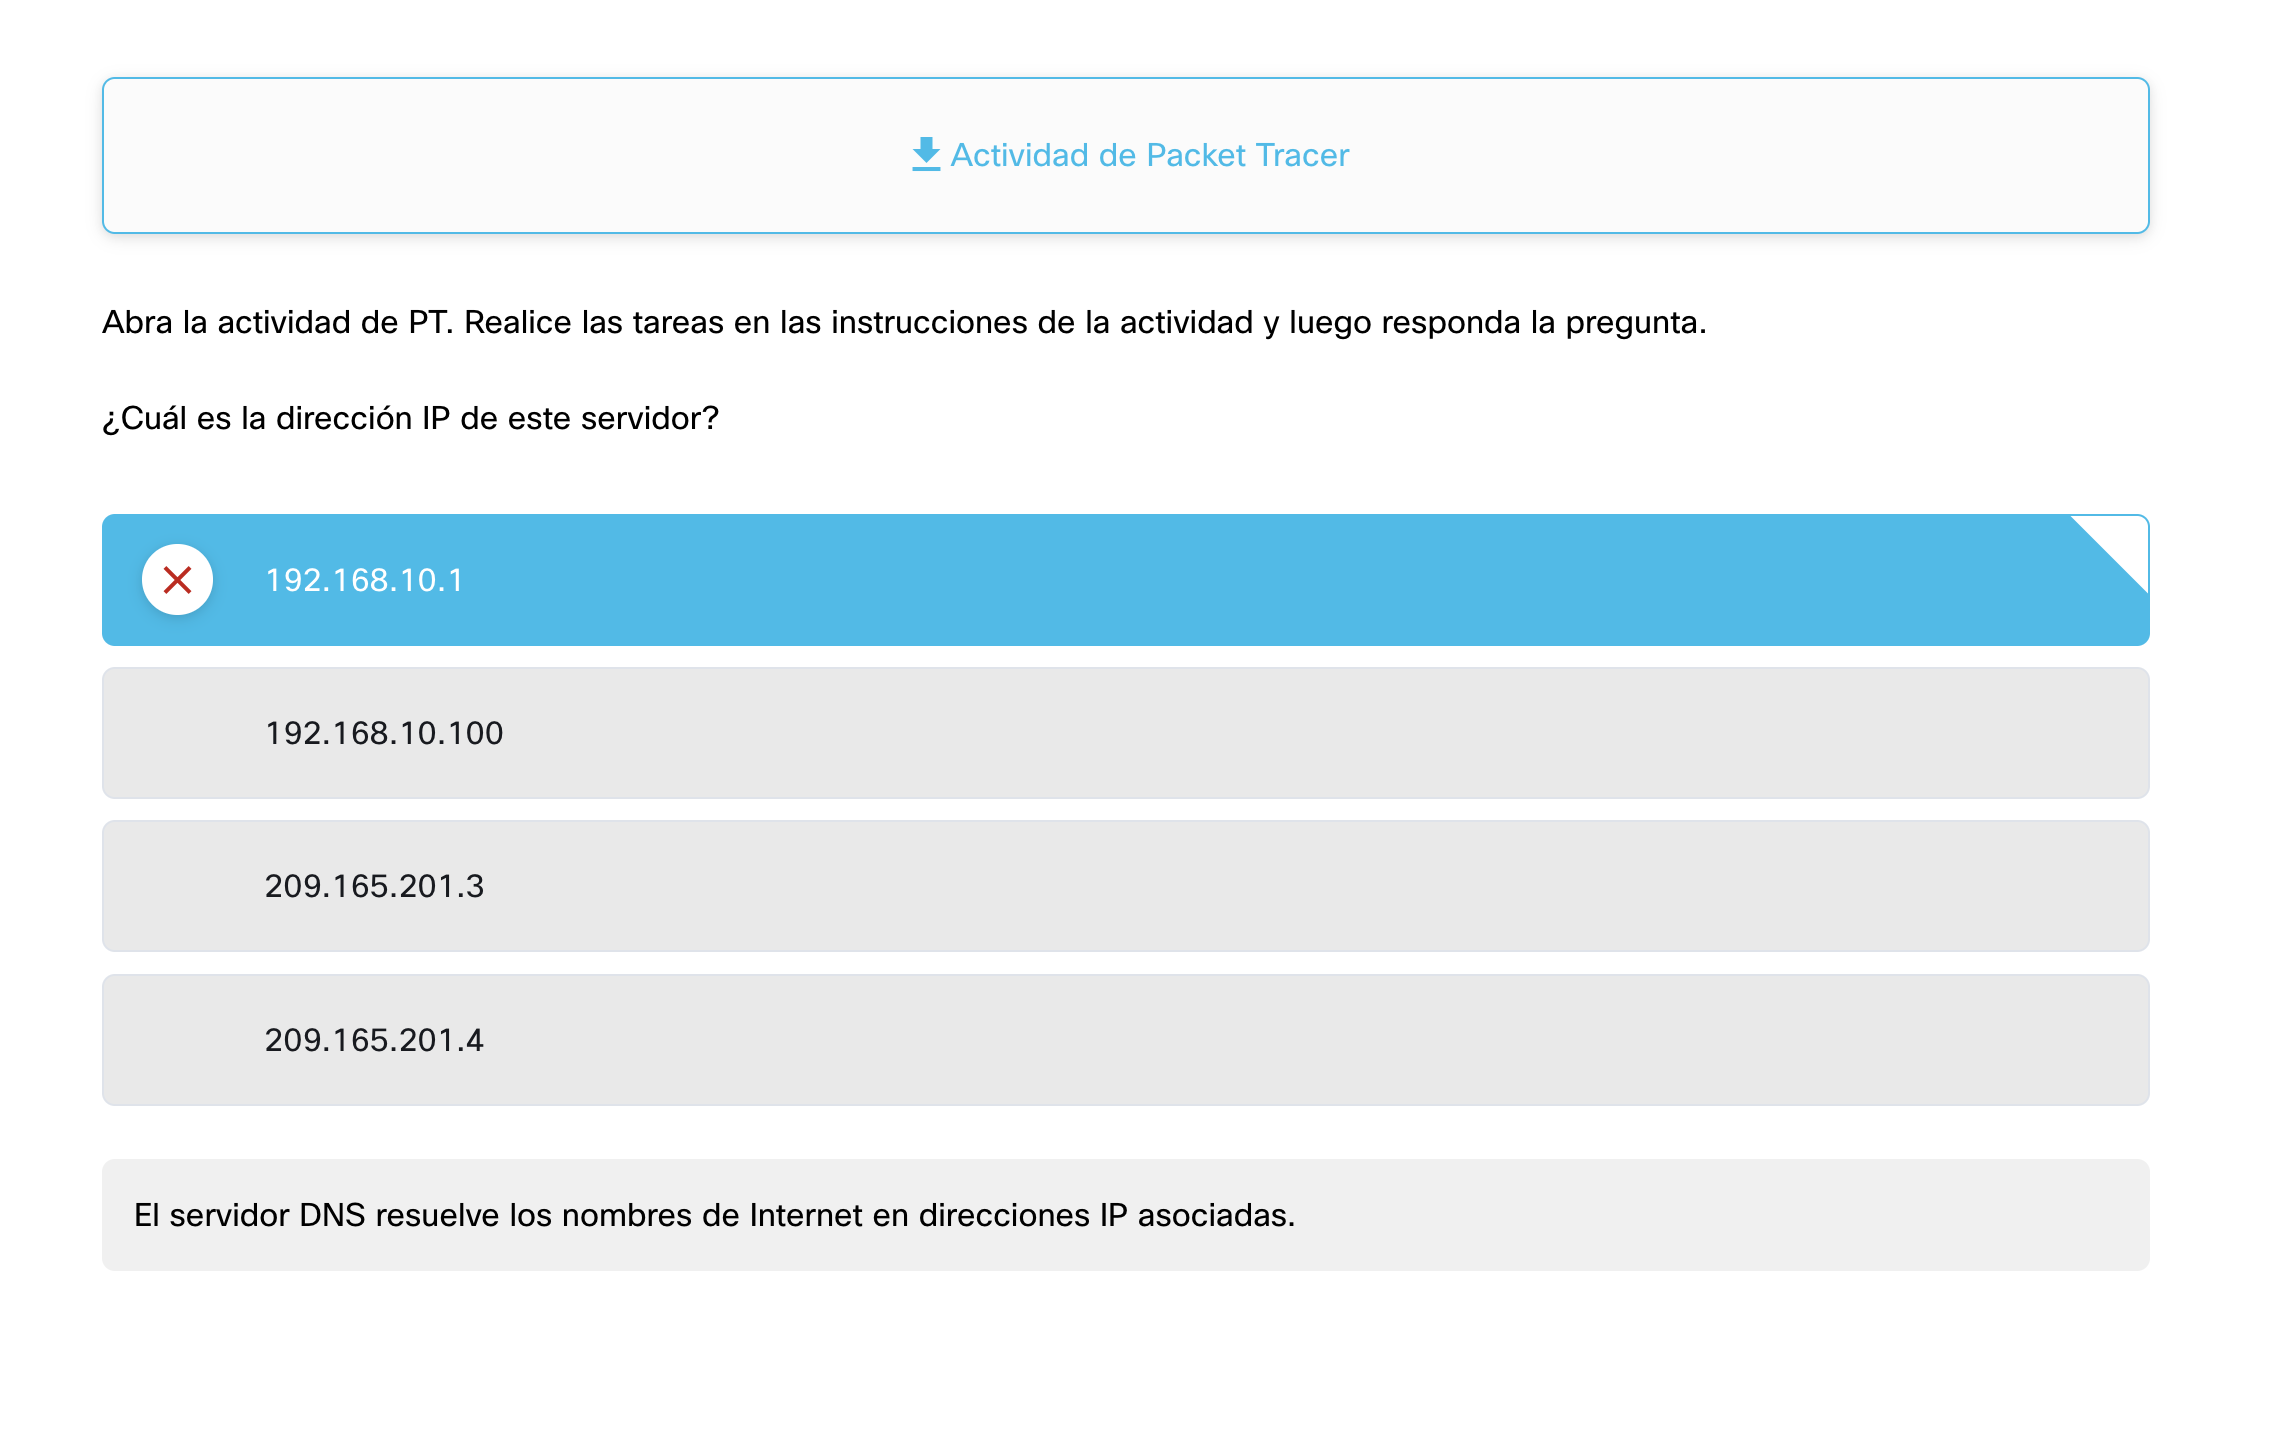 Actividad de Packet Tracer
Abra la actividad de PT. Realice las tareas en las instrucciones de la actividad y luego responda la pregunta.
¿Cuál es la dirección IP de este servidor?
192.168.10.1
192.168.10.100
209.165.201.3
209.165.201.4
El servidor DNS resuelve los nombres de Internet en direcciones IP asociadas.